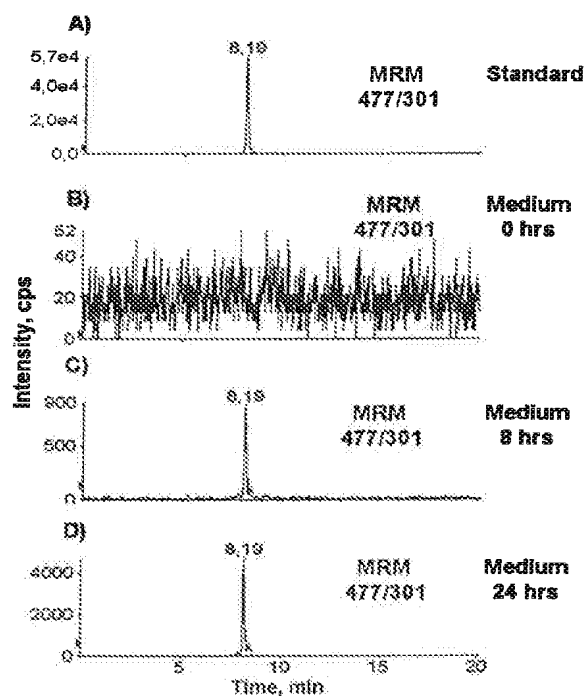 A)
5,7e4
4,0e4
2,0e4
0,0
8,19
MRM
477/301
Standard
B)
52
40
20
0
MRM
477/301
Medium
0 hrs
Intensity, cps
C)
900
500
0
8,19
MRM
477/301
Medium
8 hrs
D)
4000
2000
0
8,19
MRM
477/301
Medium
24 hrs
5
10
15
20
Time, min